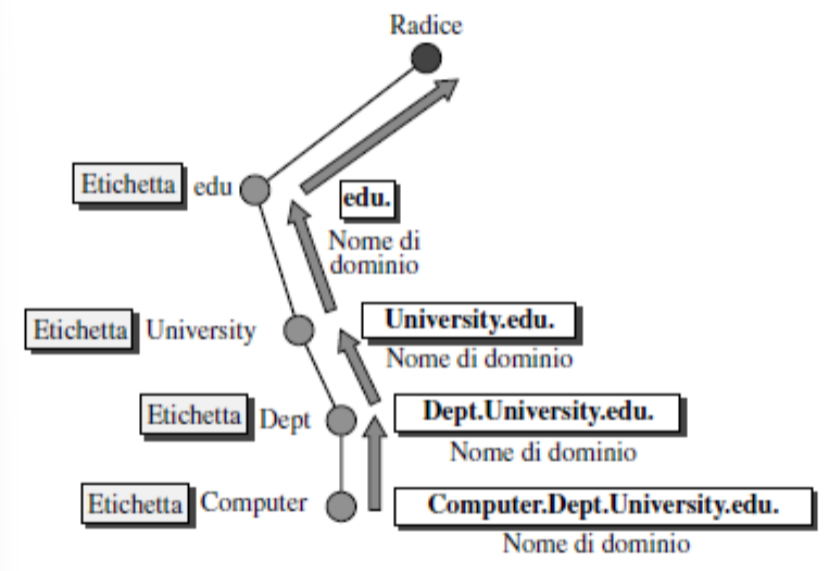 Radice
Etichetta edu
edu.
Nome di
dominio
Etichetta University
University.edu.
Nome di dominio
Etichetta Dept
Dept.University.edu.
Nome di dominio
Etichetta Computer
Computer.Dept.University.edu.
Nome di dominio